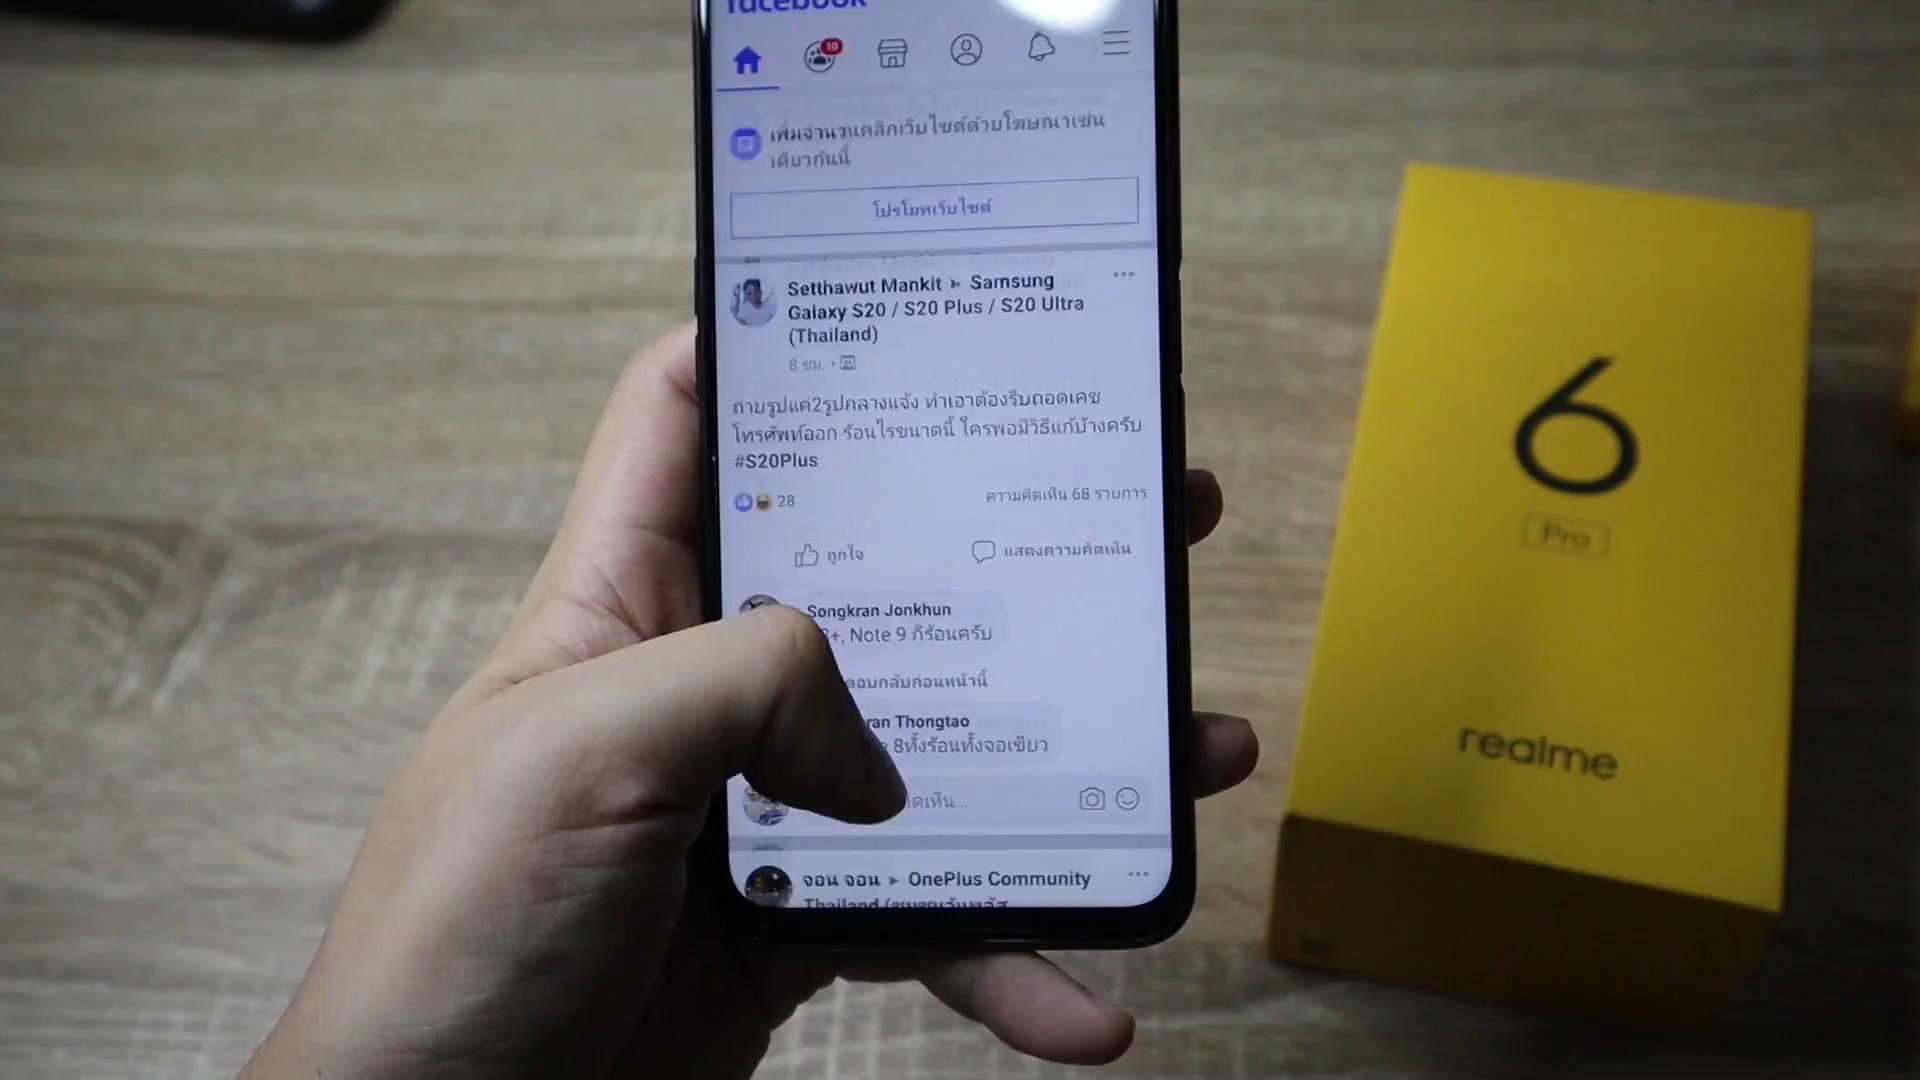 facebook
10
เพิ่มจำนวนคลิกเว็บไซต์ด้วยโฆษณาเช่น
เดียวกันนี้
โปรโมทเว็บไซต์
Setthawut Mankit ▸ Samsung
Galaxy S20 / S20 Plus / S20 Ultra
(Thailand)
8 ชม. ·
ถ่ายรูปแค่2รูปกลางแจ้ง ทำเอาต้องรีบถอดเคช
โทรศัพท์ออก ร้อนไรขนาดนี้ ใครพอมีวิธีแก้บ้างครับ
#S20Plus
28
ความคิดเห็น 68 รายการ
ถูกใจ
แสดงความคิดเห็น
Songkran Jonkhun
Note 9 ก็ร้อนครับ
ตอบกลับก่อนหน้านี้
Thongtao
8ทั้งร้อนทั้งจอเขียว
จอน จอน ▸ OnePlus Community
Thailand
6
Pro
realme